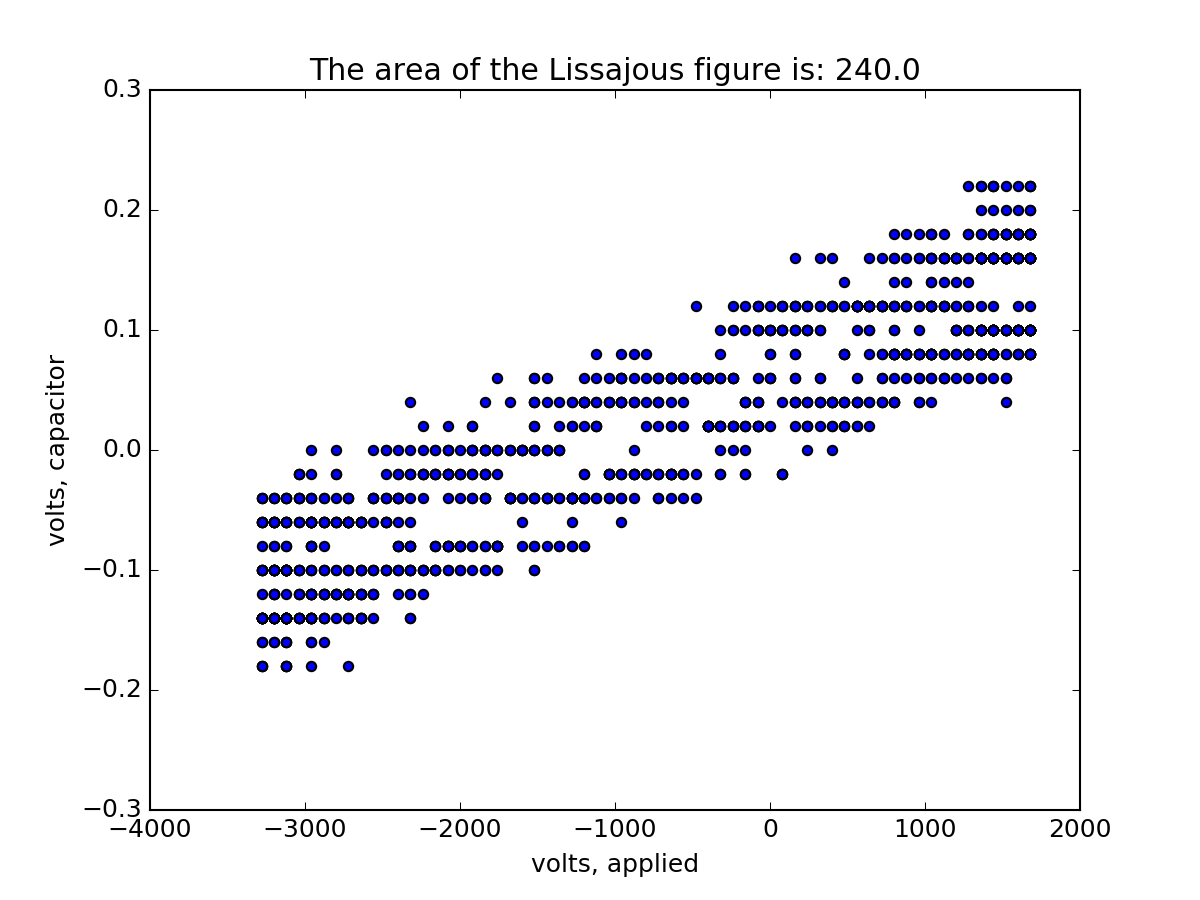 The area of the Lissajous figure is: 240.0
0.3
0.2
0.1
0.0
−0.1
−0.2
−0.3
volts, capacitor
−4000 −3000 −2000 −1000 0 1000 2000
volts, applied